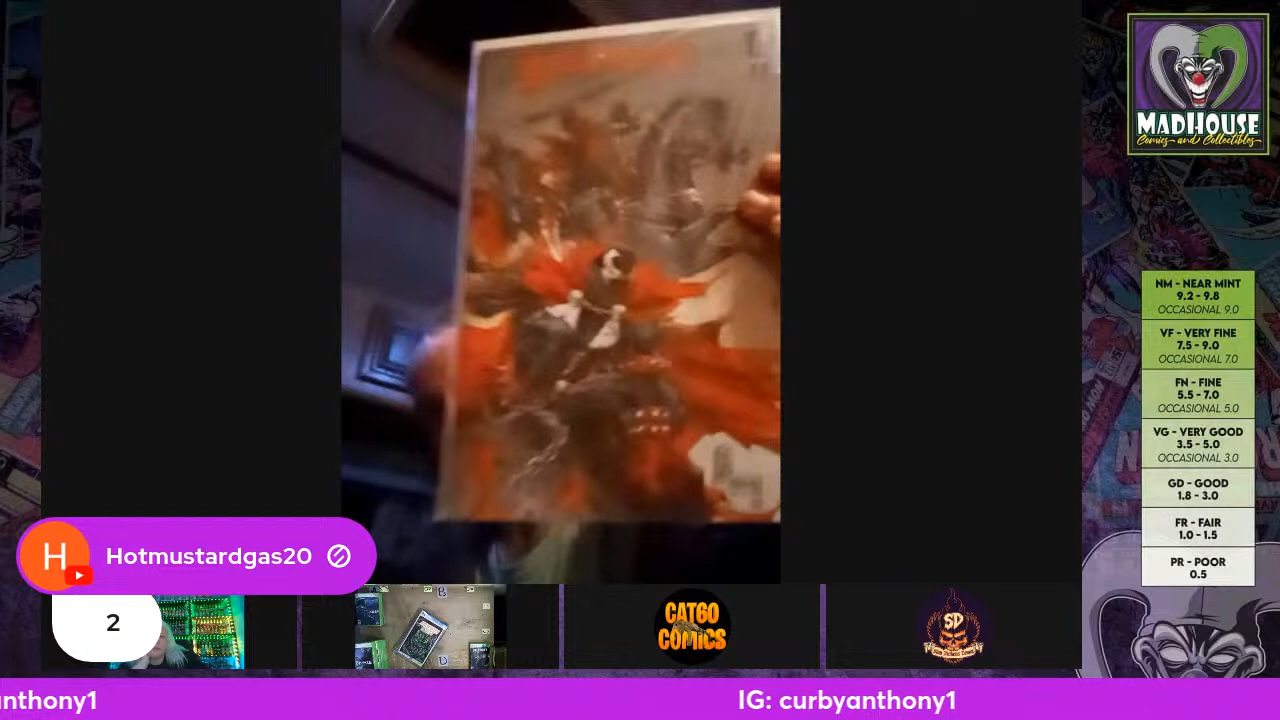 MADHOUSE
Comics and Collectibles
NM - NEAR MINT
9.2 - 9.8
OCCASIONAL 9.0
VF - VERY FINE
7.5 - 9.0
OCCASIONAL 7.0
FN - FINE
5.5 - 7.0
OCCASIONAL 5.0
VG - VERY GOOD
3.5 - 5.0
OCCASIONAL 3.0
GD - GOOD
1.8 - 3.0
FR - FAIR
1.0 - 1.5
PR - POOR
0.5
H Hotmustardgas20
2
CAT60
COMICS
SD
nthony1 IG: curbyanthony1